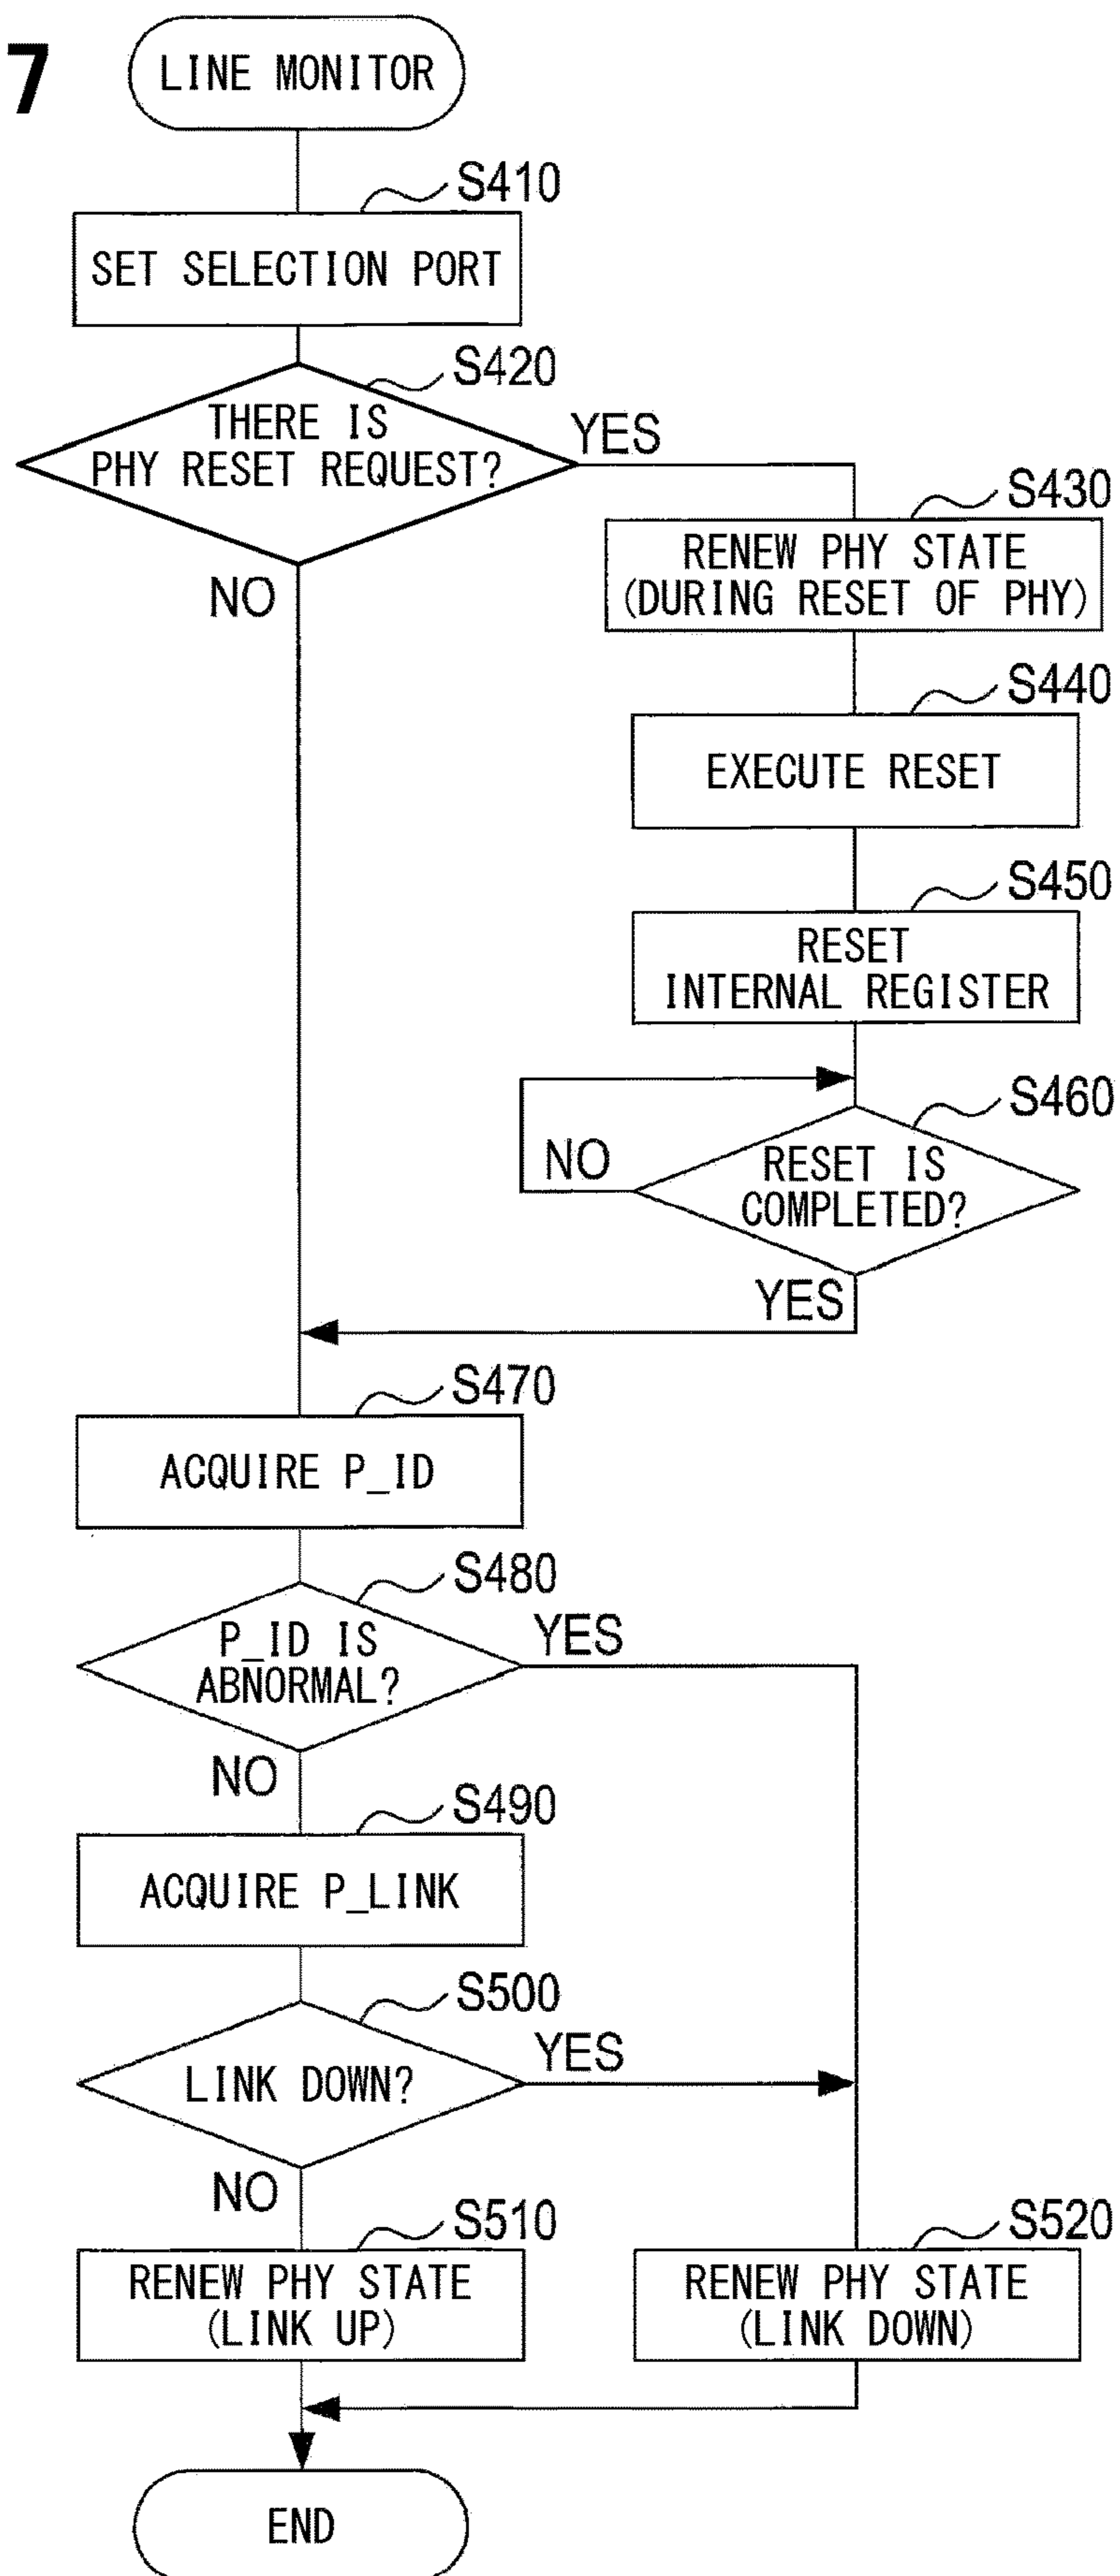 7
LINE MONITOR
S410
SET SELECTION PORT
S420
THERE IS
PHY RESET REQUEST?
YES
NO
S430
RENEW PHY STATE
(DURING RESET OF PHY)
S440
EXECUTE RESET
S450
RESET
INTERNAL REGISTER
S460
RESET IS
COMPLETED?
NO
YES
S470
ACQUIRE P_ID
S480
P_ID IS
ABNORMAL?
YES
NO
S490
ACQUIRE P_LINK
S500
LINK DOWN?
YES
NO
S510
RENEW PHY STATE
(LINK UP)
S520
RENEW PHY STATE
(LINK DOWN)
END